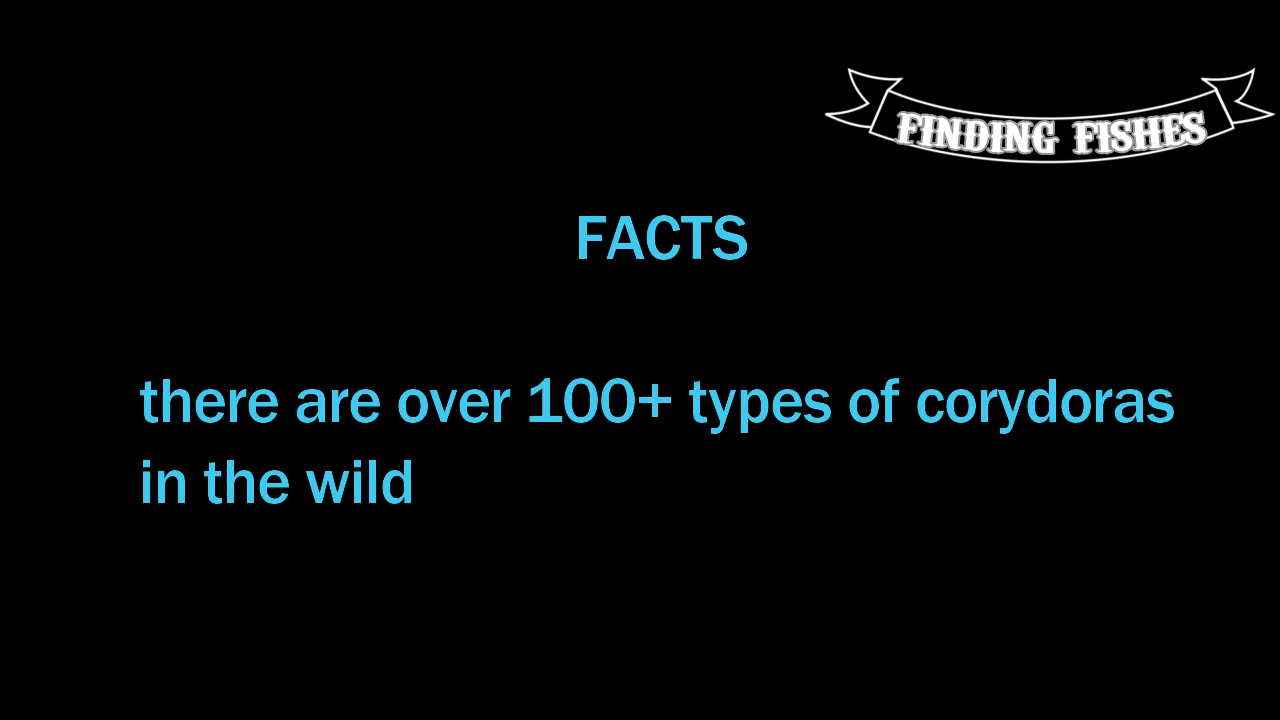 FINDING FISHES
FACTS
there are over 100+ types of corydoras
in the wild